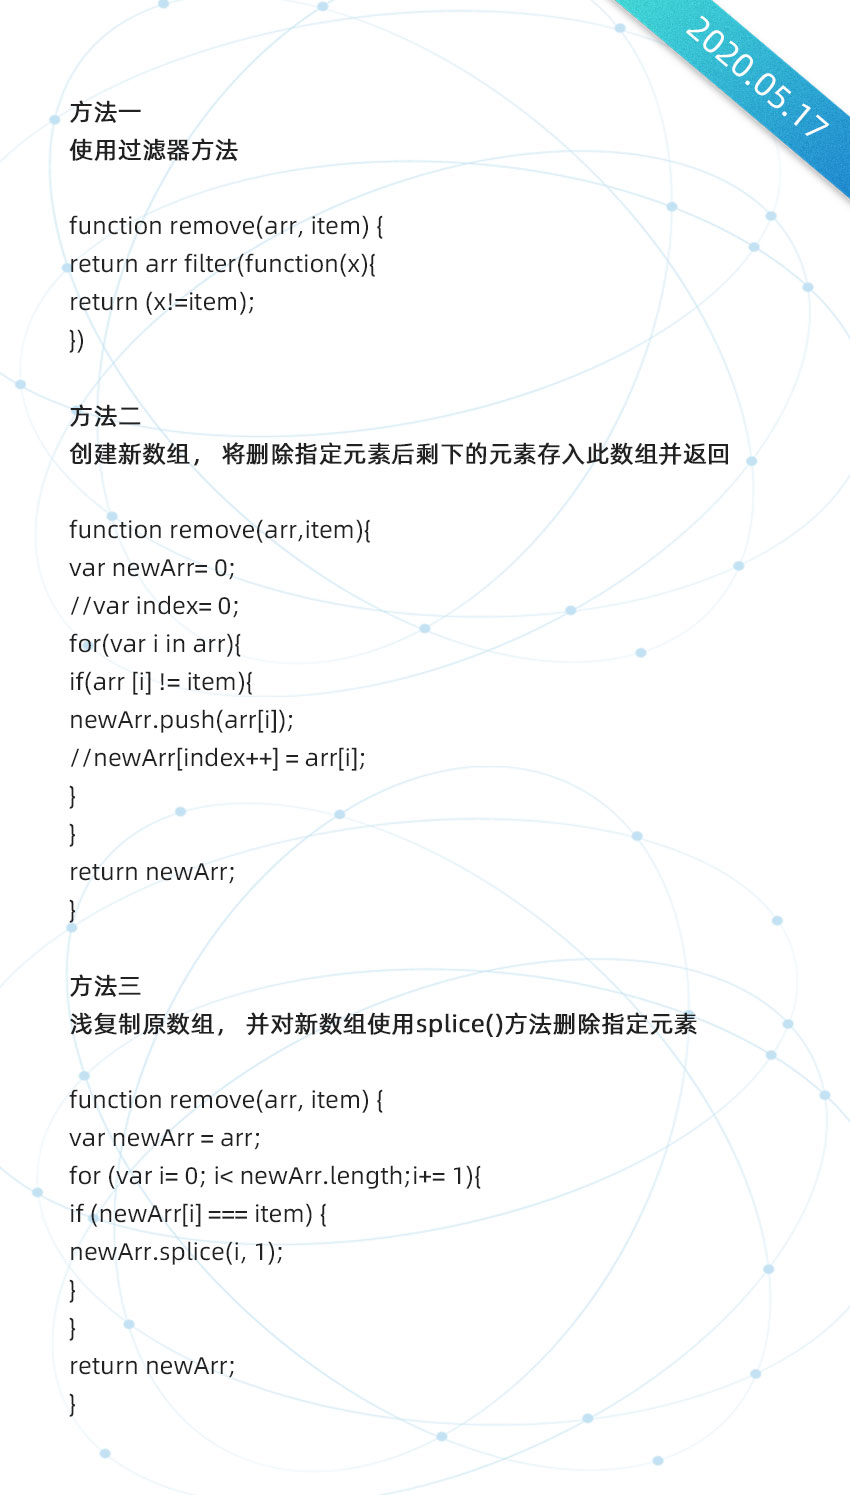 2020.05.17
方法一
使用过滤器方法
function remove(arr, item) {
return arr filter(function(x){
return (x!=item);
})
方法二
创建新数组， 将删除指定元素后剩下的元素存入此数组并返回
function remove(arr,item){
var newArr= 0;
//var index= 0;
for(var i in arr){
if(arr [i] != item){
newArr.push(arr[i]);
//newArr[index++] = arr[i];
}
}
return newArr;
}
方法三
浅复制原数组， 并对新数组使用splice()方法删除指定元素
function remove(arr, item) {
var newArr = arr;
for (var i= 0; i< newArr.length;i+= 1){
if (newArr[i] === item) {
newArr.splice(i, 1);
}
}
return newArr;
}